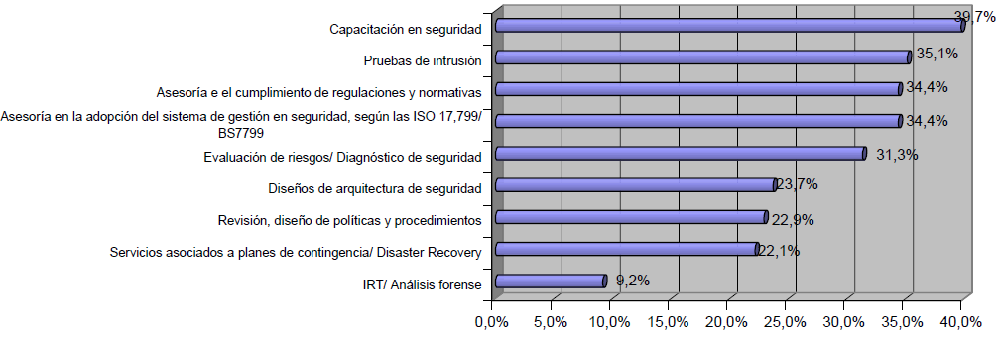 Capacitación en seguridad
39,7%
Pruebas de intrusión
35,1%
Asesoría e el cumplimiento de regulaciones y normativas
34,4%
Asesoría en la adopción del sistema de gestión en seguridad, según las ISO 17,799/
BS7799
34,4%
Evaluación de riesgos/ Diagnóstico de seguridad
31,3%
Diseños de arquitectura de seguridad
23,7%
Revisión, diseño de políticas y procedimientos
22,9%
Servicios asociados a planes de contingencia/ Disaster Recovery
22,1%
IRT/ Análisis forense
9,2%
0,0% 5,0% 10,0% 15,0% 20,0% 25,0% 30,0% 35,0% 40,0%